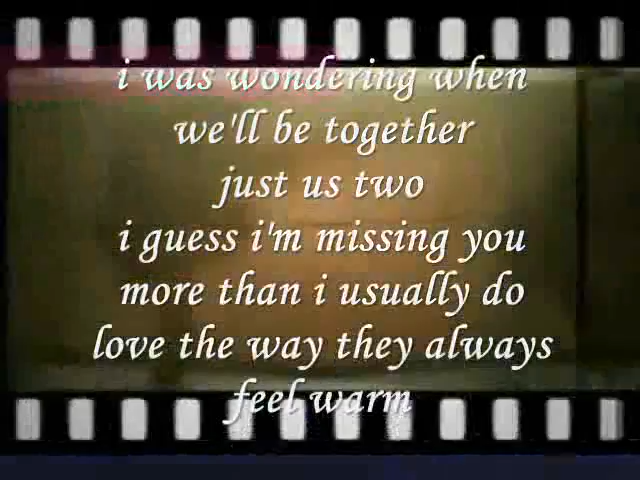 i was wondering when
we'll be together
just us two
i guess i'm missing you
more than i usually do
love the way they always
feel warm